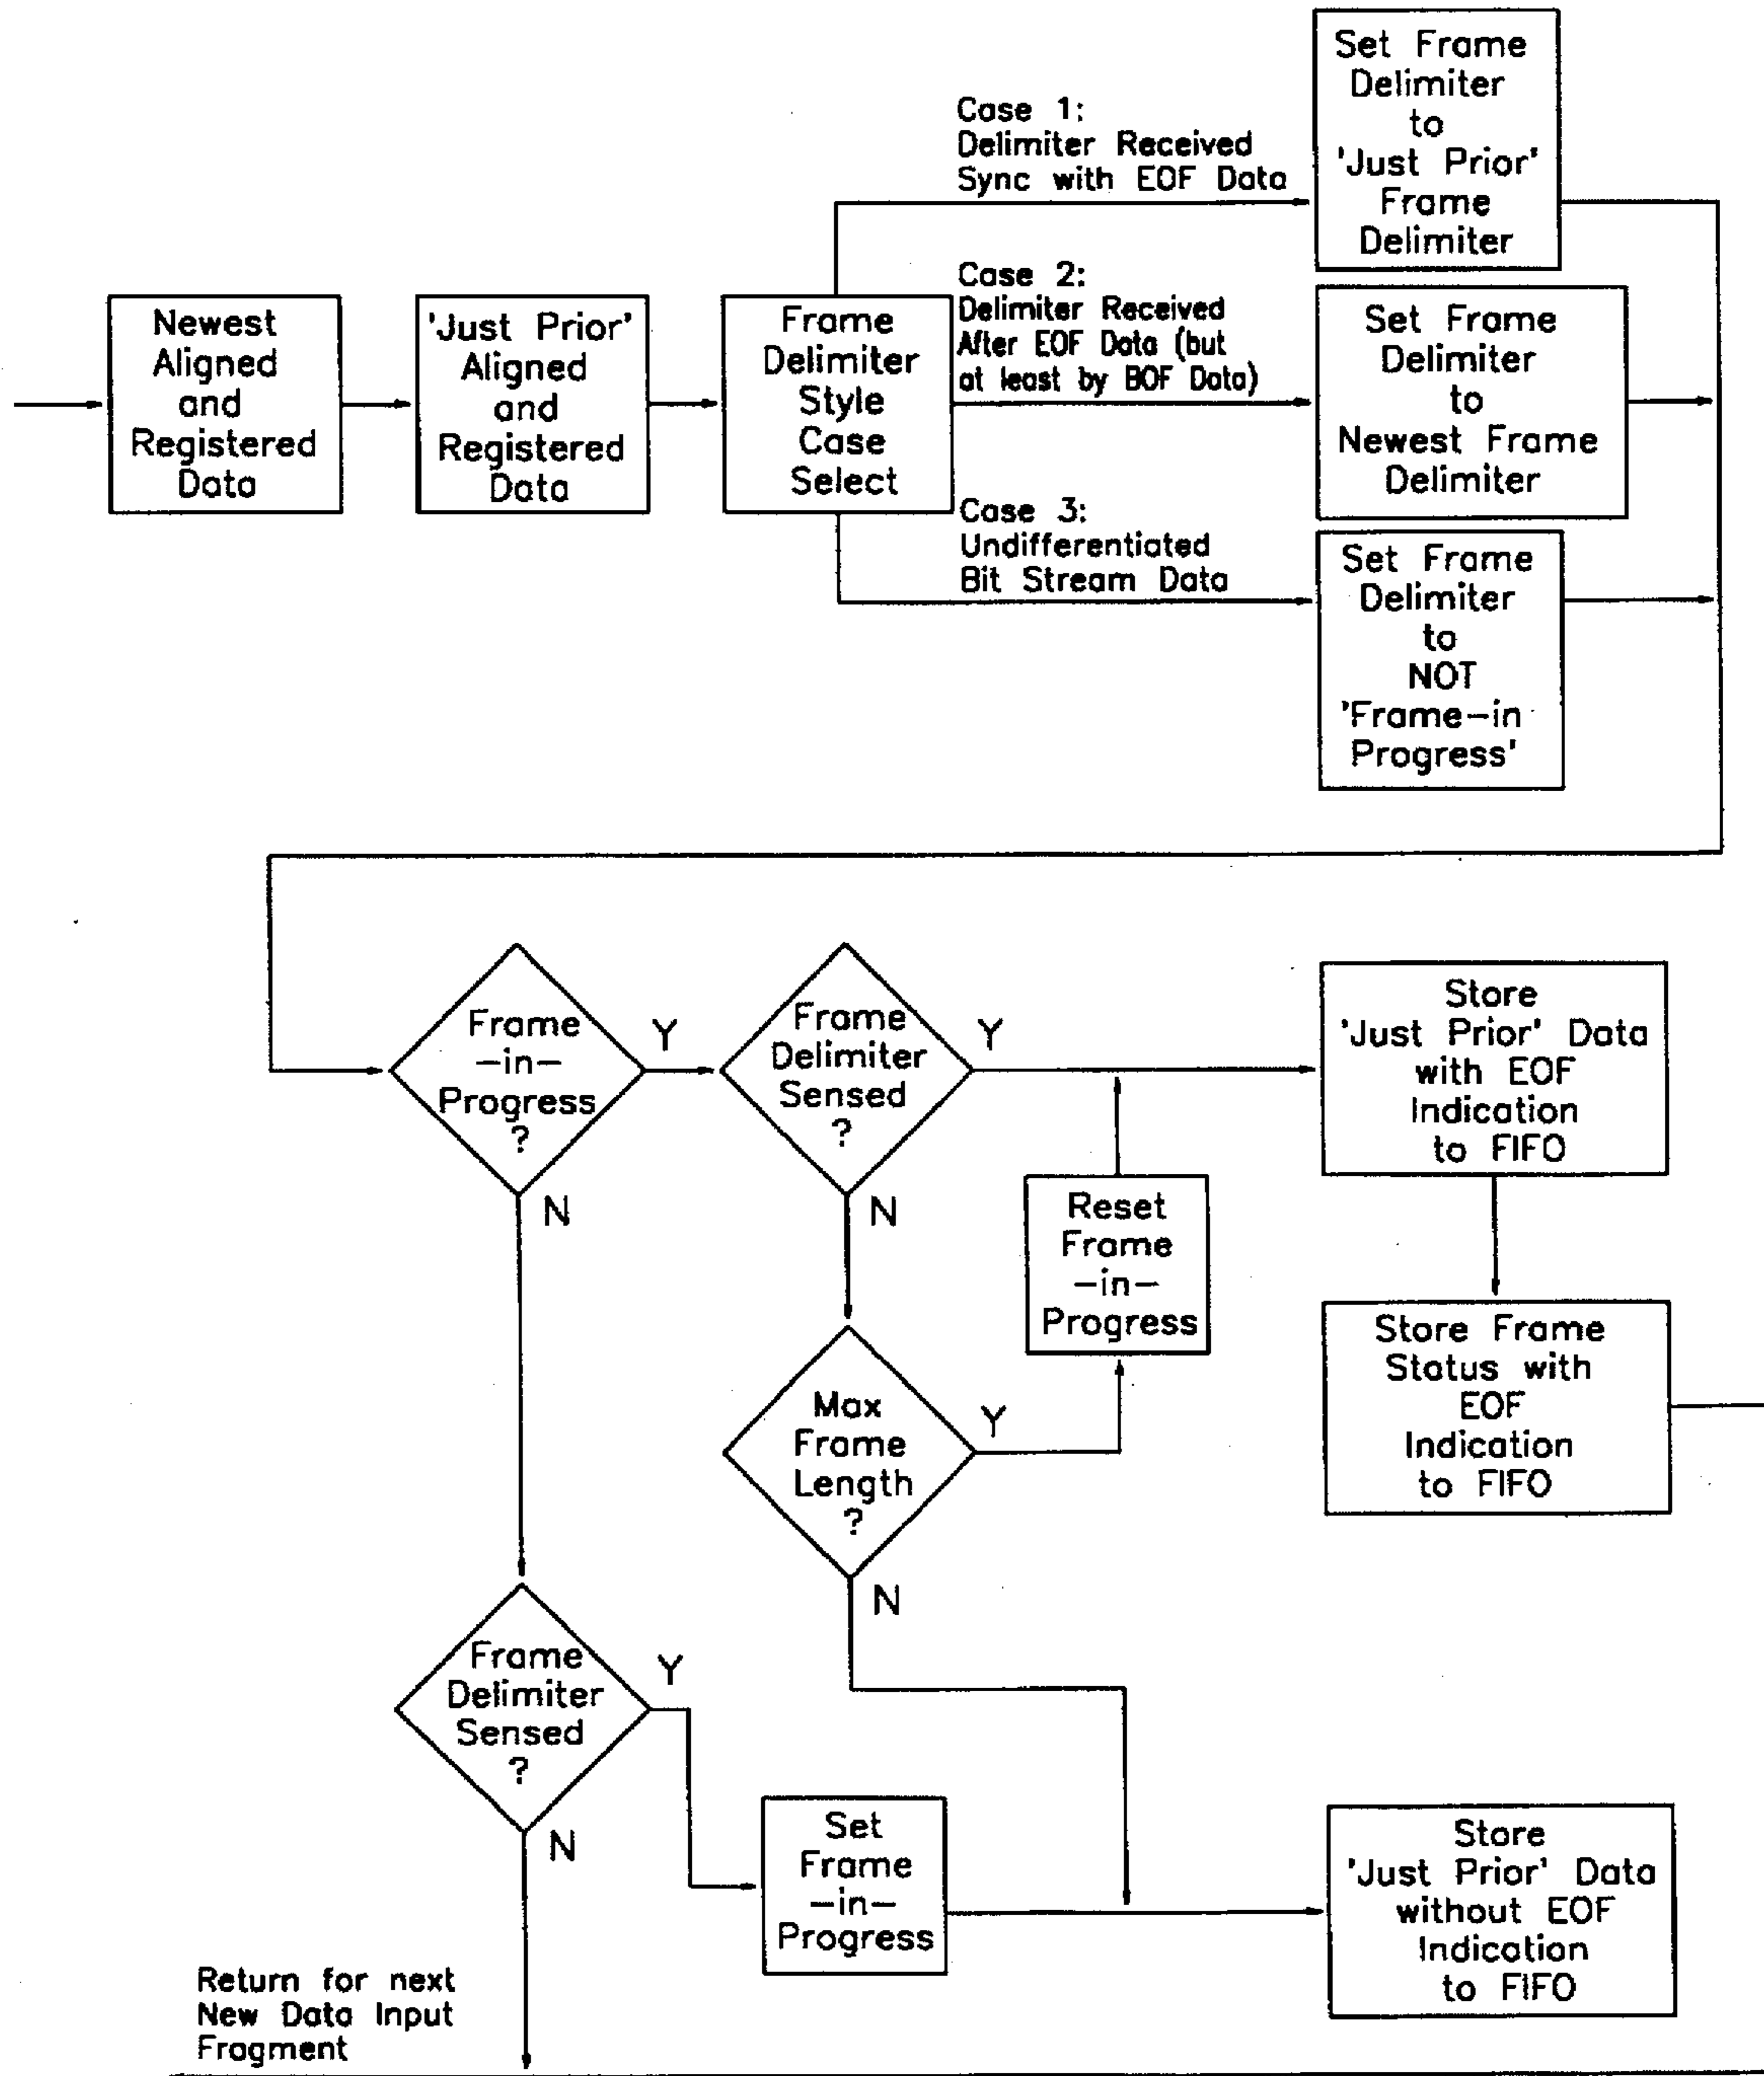 Newest
Aligned
and
Registered
Data
'Just Prior'
Aligned
and
Registered
Data
Frame
Delimiter
Style
Case
Select
Case 1:
Delimiter Received
Sync with EOF Data
Set Frame
Delimiter
to
'Just Prior'
Frame
Delimiter
Case 2:
Delimiter Received
After EOF Data (but
at least by BOF Data)
Set Frame
Delimiter
to
Newest Frame
Delimiter
Case 3:
Undifferentiated
Bit Stream Data
Set Frame
Delimiter
to
NOT
'Frame-in
Progress'
Frame
-in-
Progress
?
Y
N
Frame
Delimiter
Sensed
?
Y
N
Store
'Just Prior' Data
with EOF
Indication
to FIFO
Reset
Frame
-in-
Progress
Max
Frame
Length
?
Y
N
Store Frame
Status with
EOF
Indication
to FIFO
Frame
Delimiter
Sensed
?
Y
N
Set
Frame
-in-
Progress
Store
'Just Prior' Data
without EOF
Indication
to FIFO
Return for next
New Data Input
Fragment